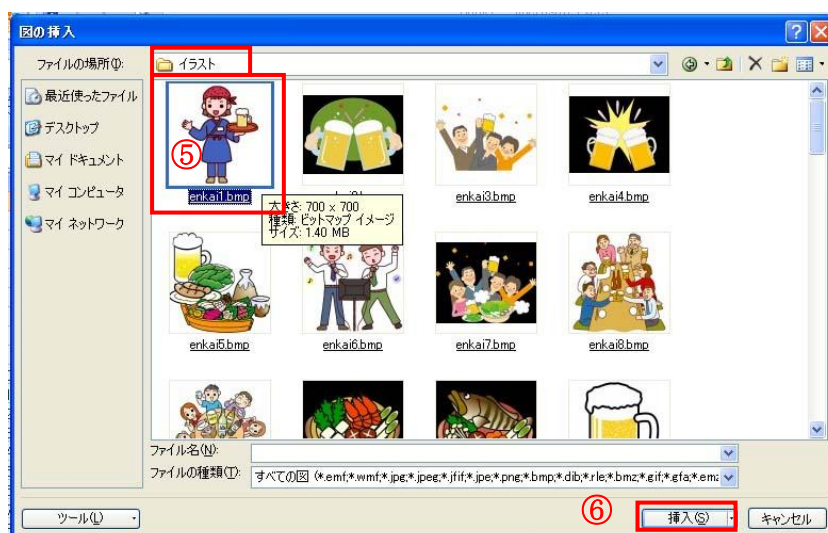 図の挿入
ファイルの場所(I):
イラスト
最近使ったファイル
デスクトップ
マイ ドキュメント
マイ コンピュータ
マイ ネットワーク
⑤
enkai1.bmp
enkai3.bmp
enkai4.bmp
大きさ: 700 x 700
種類: ビットマップ イメージ
サイズ: 1.40 MB
enkai5.bmp
enkai6.bmp
enkai7.bmp
enkai8.bmp
ファイル名(N):
ファイルの種類(T):
すべての図 (*.emf;*.wmf;*.jpg;*.jpeg;*.jfif;*.jpe;*.png;*.bmp;*.dib;*.rle;*.bmz;*.gif;*.gfa;*.emz
ツール(L)
⑥
挿入(S)
キャンセル